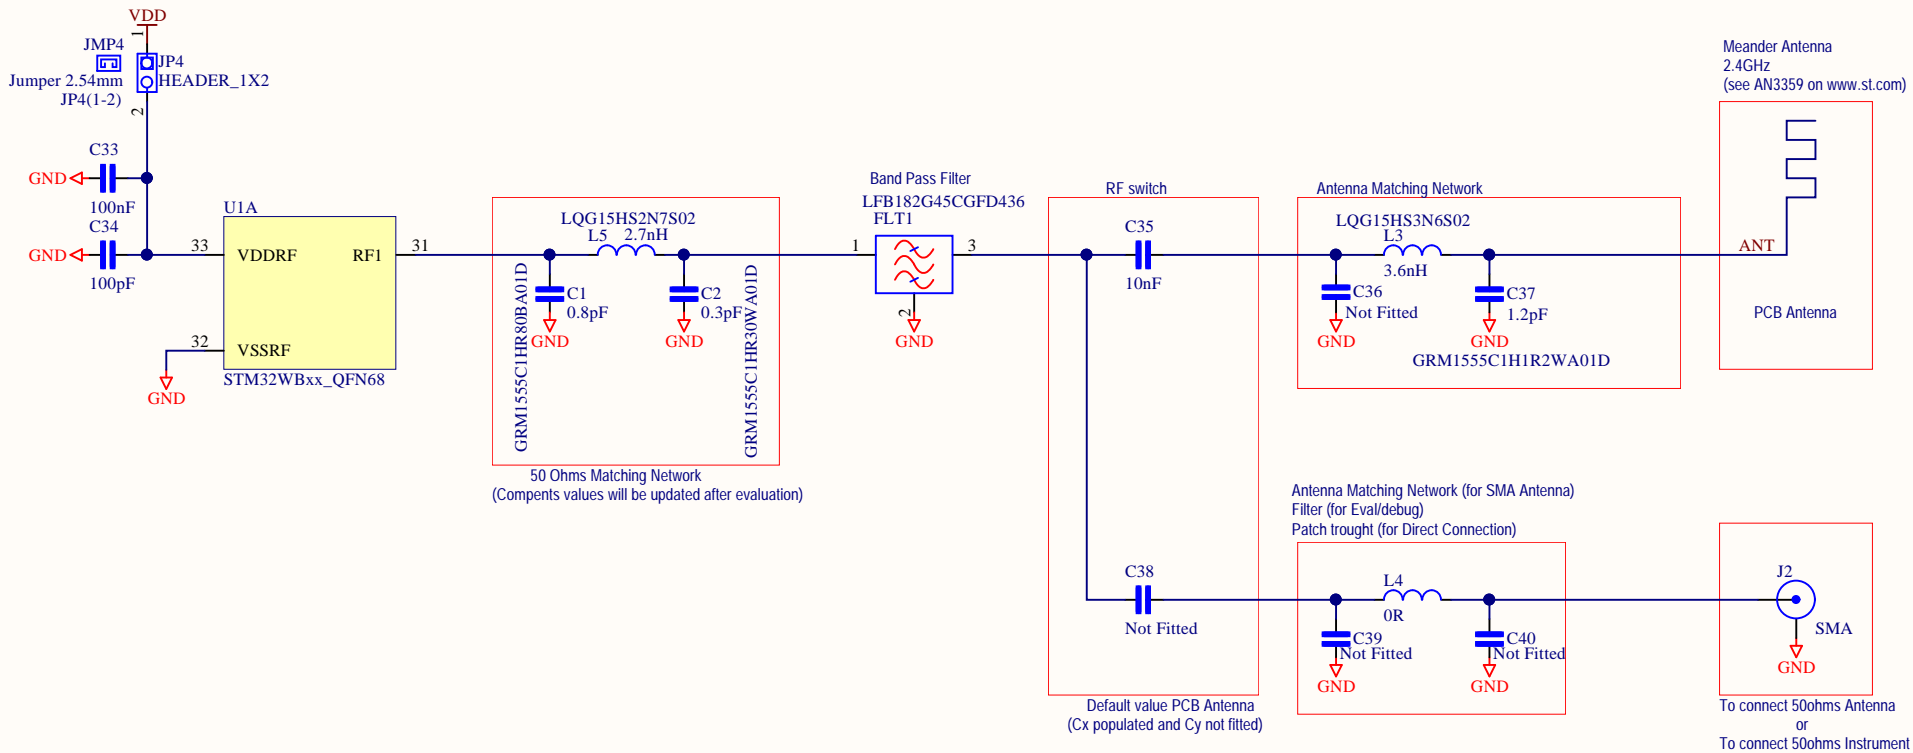 VDD
1
JMP4
JP4
Jumper 2.54mm
HEADER_1X2
JP4(1-2)
2
C33
GND
100nF
C34
GND
100pF
U1A
33
VDDRF
RF1
31
32
VSSRF
STM32WBxx_QFN68
GND
LQG15HS2N7S02
L5
2.7nH
C1
0.8pF
GND
GRM1555C1HR80BA01D
C2
0.3pF
GND
GRM1555C1HR30WA01D
50 Ohms Matching Network
(Compents values will be updated after evaluation)
Band Pass Filter
LFB182G45CGFD436
FLT1
1
3
2
GND
RF switch
C35
10nF
C38
Not Fitted
Default value PCB Antenna
(Cx populated and Cy not fitted)
Antenna Matching Network
LQG15HS3N6S02
L3
3.6nH
C36
Not Fitted
GND
C37
1.2pF
GND
GRM1555C1H1R2WA01D
Meander Antenna
2.4GHz
(see AN3359 on www.st.com)
ANT
PCB Antenna
Antenna Matching Network (for SMA Antenna)
Filter (for Eval/debug)
Patch trought (for Direct Connection)
L4
0R
C39
Not Fitted
GND
C40
Not Fitted
GND
J2
SMA
GND
To connect 50ohms Antenna
or
To connect 50ohms Instrument